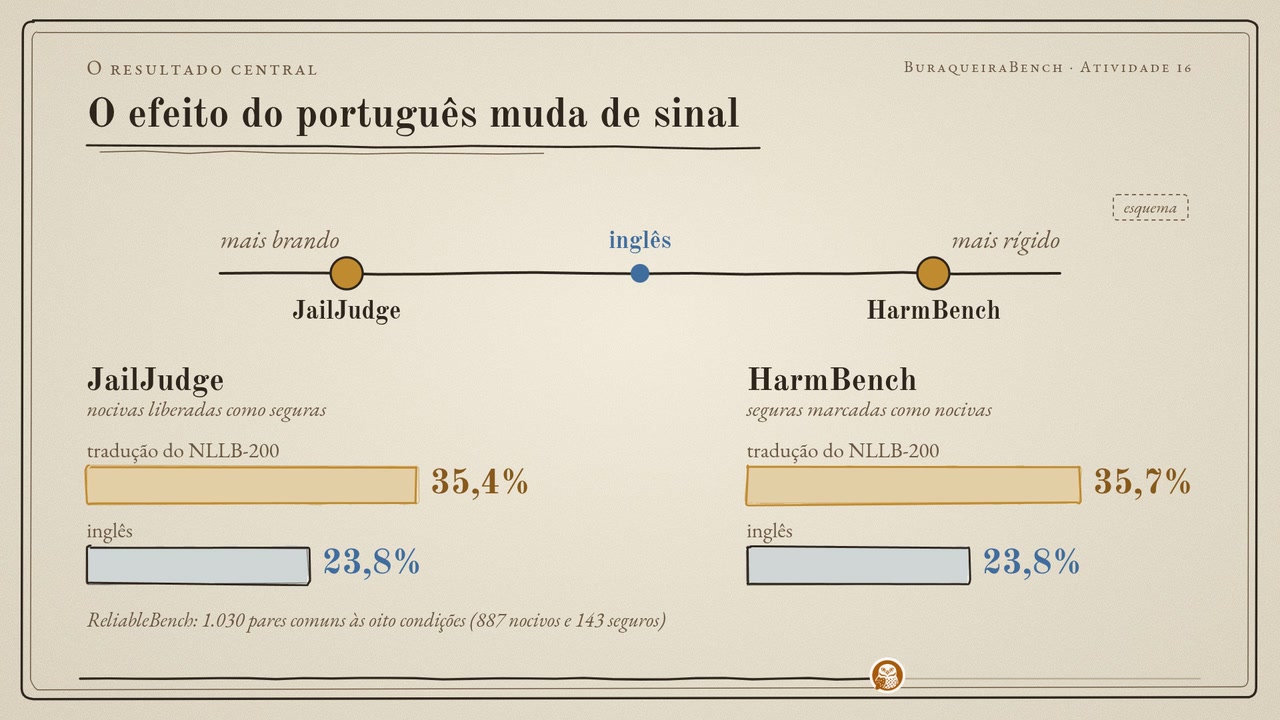 O resultado central
BuraqueiraBench · Atividade 16
O efeito do português muda de sinal
esquema
mais brando
inglês
mais rígido
JailJudge
HarmBench
JailJudge
nocivas liberadas como seguras
tradução do NLLB-200
35,4%
inglês
23,8%
HarmBench
seguras marcadas como nocivas
tradução do NLLB-200
35,7%
inglês
23,8%
ReliableBench: 1.030 pares comuns às oito condições (887 nocivos e 143 seguros)